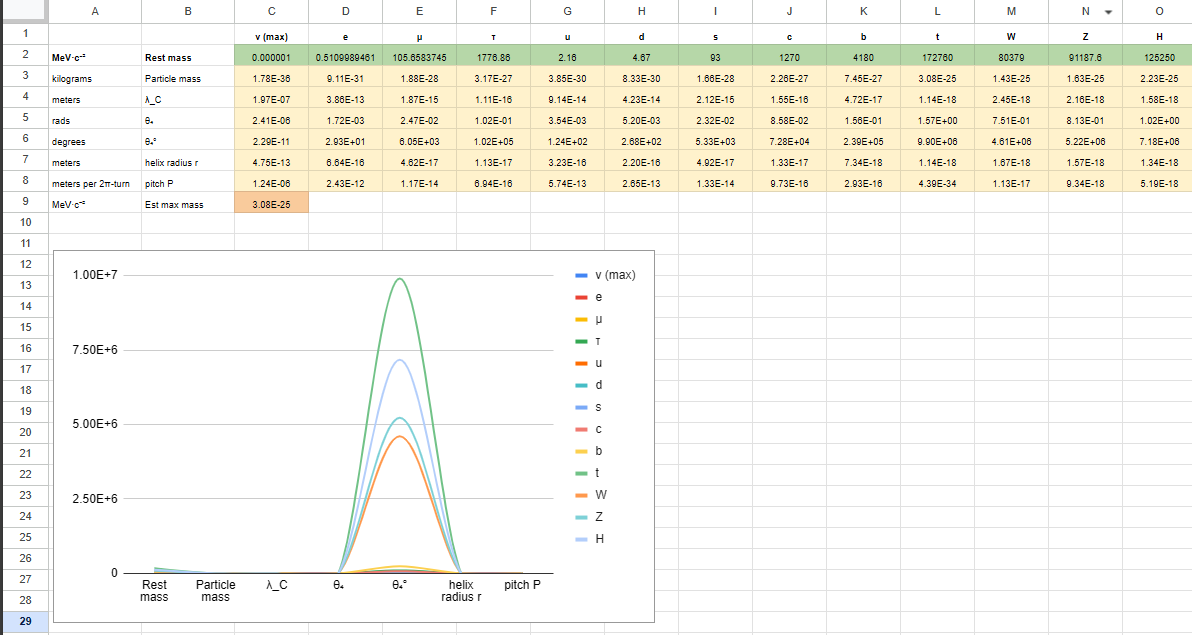 A B C D E F G H I J K L M N O
1 v (max) e μ τ u d s c b t W Z H
2 MeV·c⁻² Rest mass 0.000001 0.5109989461 105.6583745 1776.86 2.16 4.67 93 1270 4180 172760 80379 91187.6 125250
3 kilograms Particle mass 1.78E-36 9.11E-31 1.88E-28 3.17E-27 3.85E-30 8.33E-30 1.66E-28 2.26E-27 7.45E-27 3.08E-25 1.43E-25 1.63E-25 2.23E-25
4 meters λ_C 1.97E-07 3.86E-13 1.87E-15 1.11E-16 9.14E-14 4.23E-14 2.12E-15 1.55E-16 4.72E-17 1.14E-18 2.45E-18 2.16E-18 1.58E-18
5 rads θ₄ 2.41E-06 1.72E-03 2.47E-02 1.02E-01 3.54E-03 5.20E-03 2.32E-02 8.58E-02 1.56E-01 1.57E+00 7.51E-01 8.13E-01 1.02E+00
6 degrees θ₄° 2.29E-11 2.93E+01 6.05E+03 1.02E+05 1.24E+02 2.68E+02 5.33E+03 7.28E+04 2.39E+05 9.90E+06 4.61E+06 5.22E+06 7.18E+06
7 meters helix radius r 4.75E-13 6.64E-16 4.62E-17 1.13E-17 3.23E-16 2.20E-16 4.92E-17 1.33E-17 7.34E-18 1.14E-18 1.67E-18 1.57E-18 1.34E-18
8 meters per 2π-turn pitch P 1.24E-06 2.43E-12 1.17E-14 6.94E-16 5.74E-13 2.65E-13 1.33E-14 9.73E-16 2.93E-16 4.39E-34 1.13E-17 9.34E-18 5.19E-18
9 MeV·c⁻² Est max mass 3.08E-25
10
11
12
13
14
15
16
17
18
19
20
21
22
23
24
25
26
27
28
29
1.00E+7
7.50E+6
5.00E+6
2.50E+6
0
Rest mass
Particle mass
λ_C
θ₄
θ₄°
helix radius r
pitch P
v (max)
e
μ
τ
u
d
s
c
b
t
W
Z
H